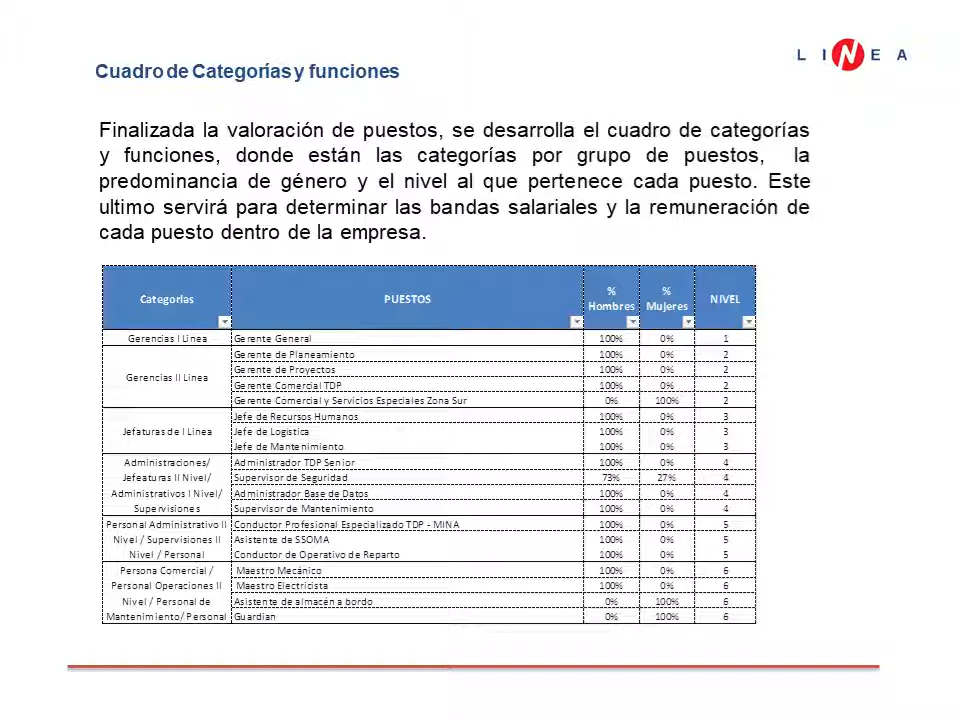 LINEA
Cuadro de Categorías y funciones
Finalizada la valoración de puestos, se desarrolla el cuadro de categorías
y funciones, donde están las categorías por grupo de puestos, la
predominancia de género y el nivel al que pertenece cada puesto. Este
ultimo servirá para determinar las bandas salariales y la remuneración de
cada puesto dentro de la empresa.
Categorías PUESTOS % Hombres % Mujeres NIVEL
Gerencias I Linea Gerente General 100% 0% 1
Gerencias II Linea
Gerente de Planeamiento 100% 0% 2
Gerente de Proyectos 100% 0% 2
Gerente Comercial TDP 100% 0% 2
Gerente Comercial y Servicios Especiales Zona Sur 0% 100% 2
Jefe de Recursos Humanos 100% 0% 3
Jefaturas de I Linea Jefe de Logistica 100% 0% 3
Jefe de Mantenimiento 100% 0% 3
Administraciones/ Administrador TDP Senior 100% 0% 4
Jefeaturas II Nivel/ Supervisor de Seguridad 73% 27% 4
Administrativos I Nivel/ Administrador Base de Datos 100% 0% 4
Supervisiones Supervisor de Mantenimiento 100% 0% 4
Personal Administrativo II Conductor Profesional Especializado TDP - MINA 100% 0% 5
Nivel / Supervisiones II Asistente de SSOMA 100% 0% 5
Nivel / Personal Conductor de Operativo de Reparto 100% 0% 5
Persona Comercial / Maestro Mecánico 100% 0% 6
Personal Operaciones II Maestro Electricista 100% 0% 6
Nivel / Personal de Asistente de almacén a bordo 0% 100% 6
Mantenimiento/ Personal Guardian 0% 100% 6